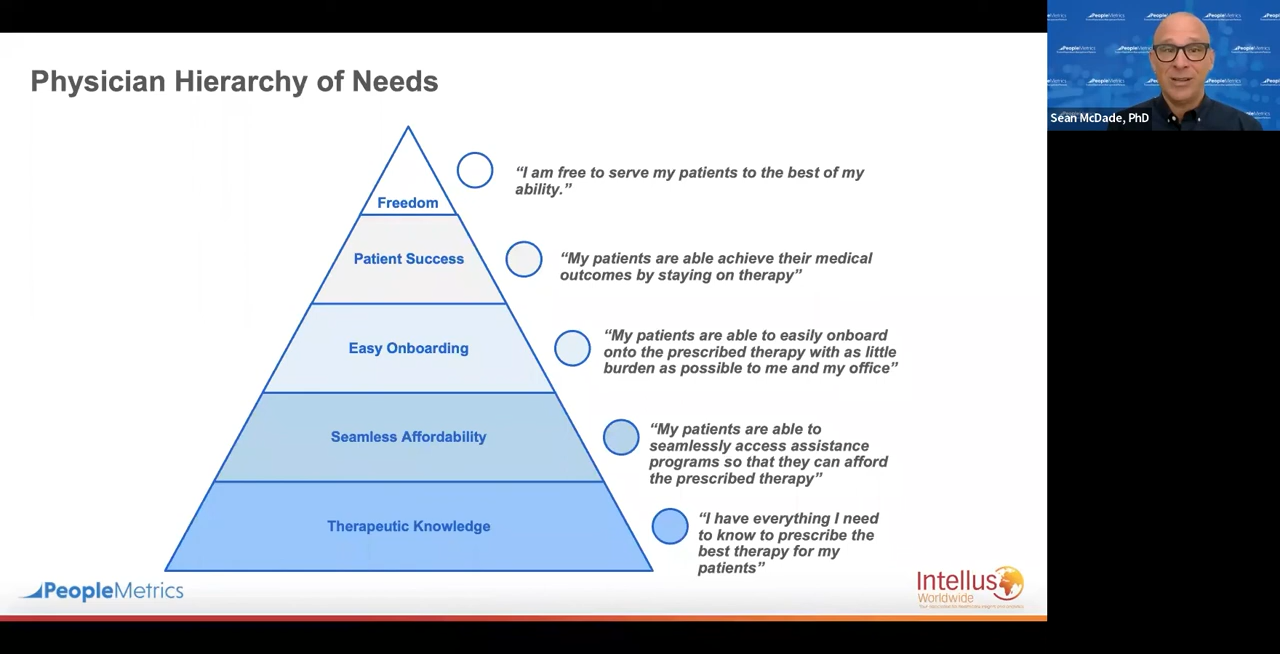 Physician Hierarchy of Needs
Freedom
“I am free to serve my patients to the best of my
ability.”
Patient Success
“My patients are able achieve their medical
outcomes by staying on therapy”
Easy Onboarding
“My patients are able to easily onboard
onto the prescribed therapy with as little
burden as possible to me and my office”
Seamless Affordability
“My patients are able to
seamlessly access assistance
programs so that they can afford
the prescribed therapy”
Therapeutic Knowledge
“I have everything I need
to know to prescribe the
best therapy for my
patients”
PeopleMetrics
Intellus
Worldwide
PeopleMetrics
Sean McDade, PhD